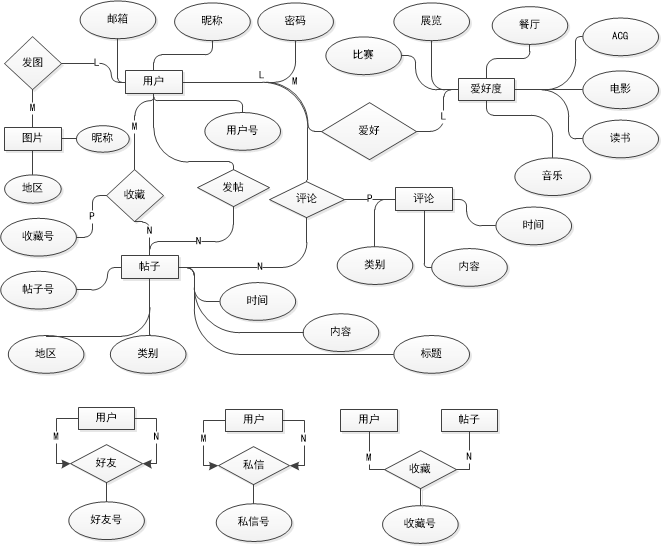 邮箱
昵称
密码
展览
餐厅
ACG
比赛
发图
L
用户
L
M
爱好度
电影
M
M
用户号
爱好
L
读书
图片
昵称
音乐
地区
收藏
发帖
评论
P
评论
收藏号
P
N
N
时间
类别
内容
帖子
N
帖子号
时间
内容
地区
类别
标题
用户
用户
用户
帖子
M
N
M
N
M
N
好友
私信
收藏
好友号
私信号
收藏号